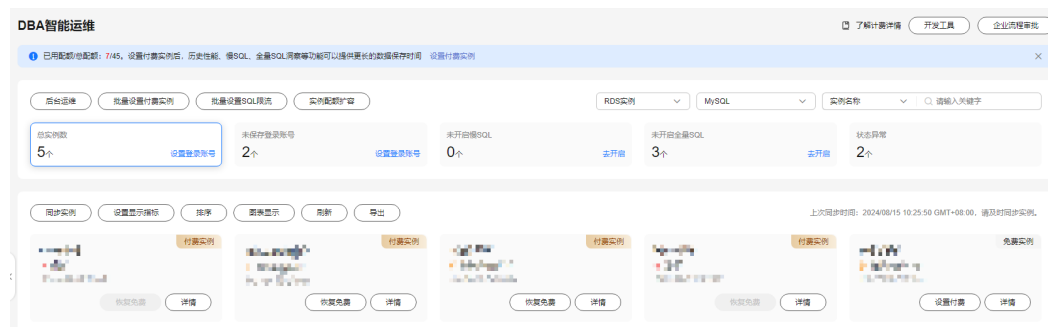 DBA智能运维
了解计费详情 开发工具 企业流程审批
已用配额/总配额：7/45。设置付费实例后，历史性能、慢SQL、全量SQL洞察等功能可以提供更长的数据保存时间 设置付费实例
后台运维 批量设置付费实例 批量设置SQL限流 实例配额扩容 RDS实例 MySQL 实例名称 请输入关键字
总实例数 未保存登录账号 未开启慢SQL 未开启全量SQL 状态异常
5个 设置登录账号 2个 设置登录账号 0个 去开启 3个 去开启 2个
同步实例 设置显示指标 排序 图表显示 刷新 导出 上次同步时间：2024/08/15 10:25:50 GMT+08:00，请及时同步实例。
付费实例 付费实例 付费实例 付费实例 免费实例
恢复免费 详情 恢复免费 详情 恢复免费 详情 恢复免费 详情 设置付费 详情